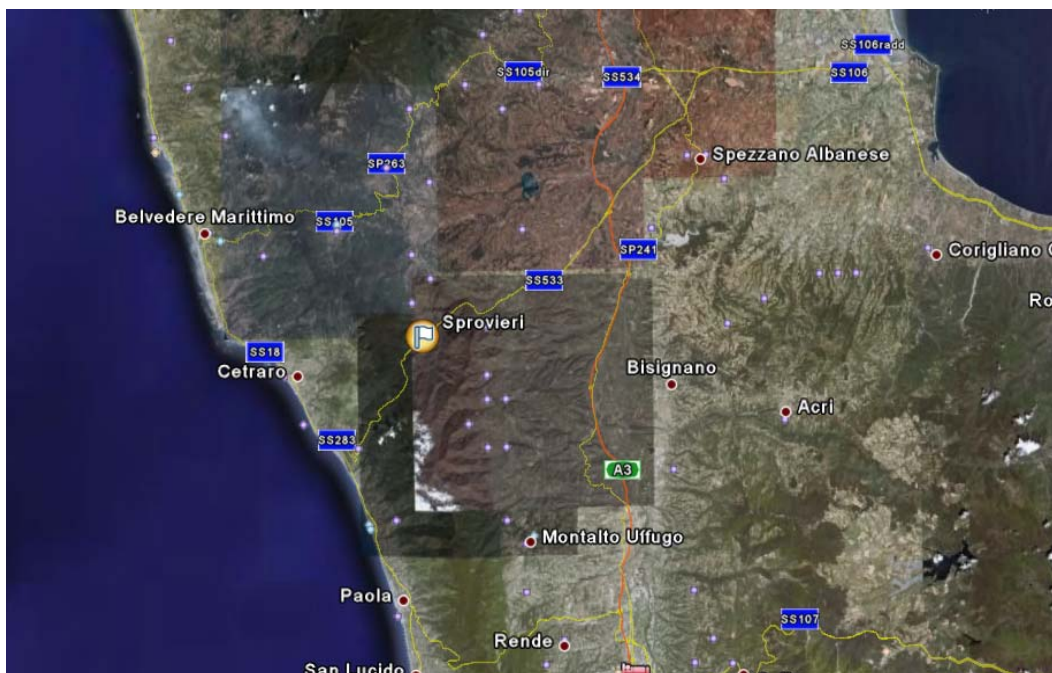 SS106radd
SS105dir
SS534
SS106
SP263
Spezzano Albanese
Belvedere Marittimo
SS105
SP241
Corigliano C
SS533
Ro
Sprovieri
SS18
Cetraro
Bisignano
Acri
SS283
A3
Montalto Uffugo
Paola
SS107
Rende
San Lucido